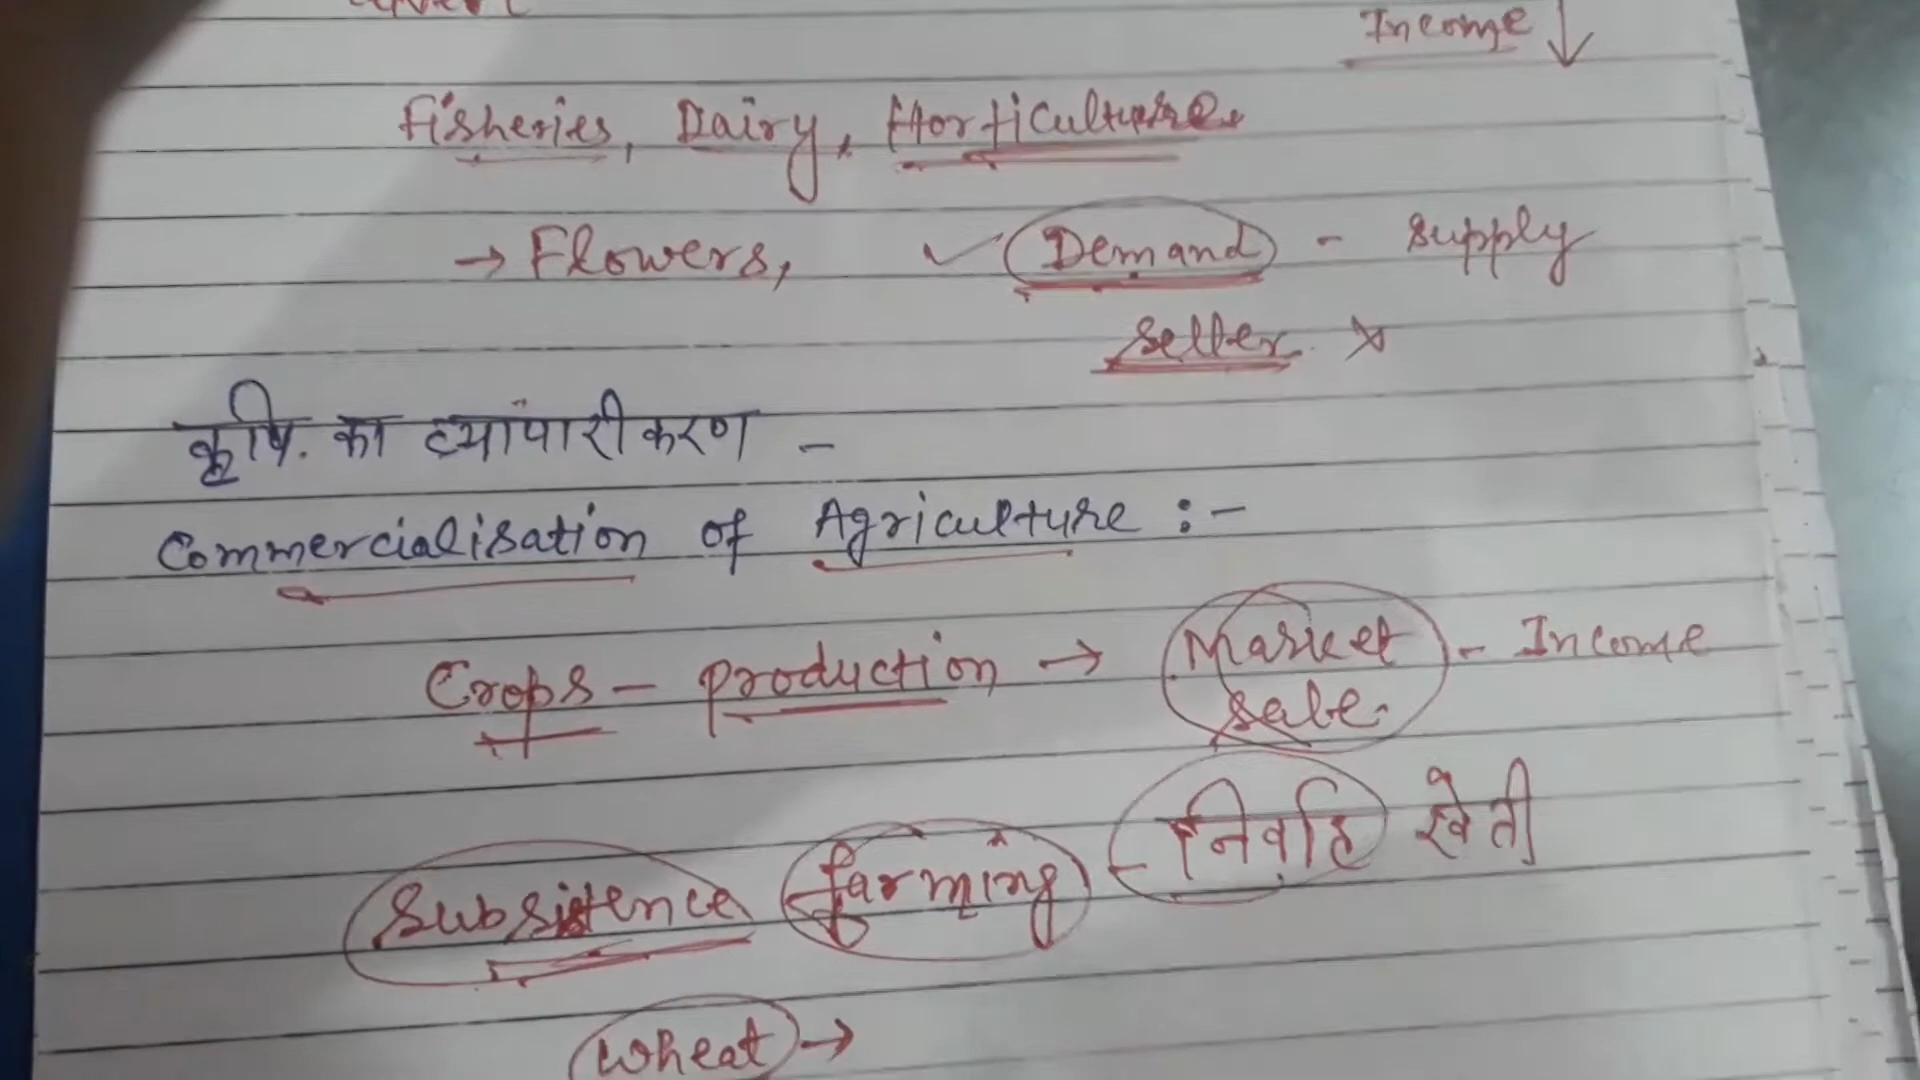 Income ↓
Fisheries, Dairy, Horticulture.
→ Flowers, ✓ Demand - supply
seller ×
कृषि. का व्यापारीकरण -
Commercialisation of Agriculture :-
Crops - production → Market - Income
sale.
Subsistence farming - निर्वाह खेती
wheat →